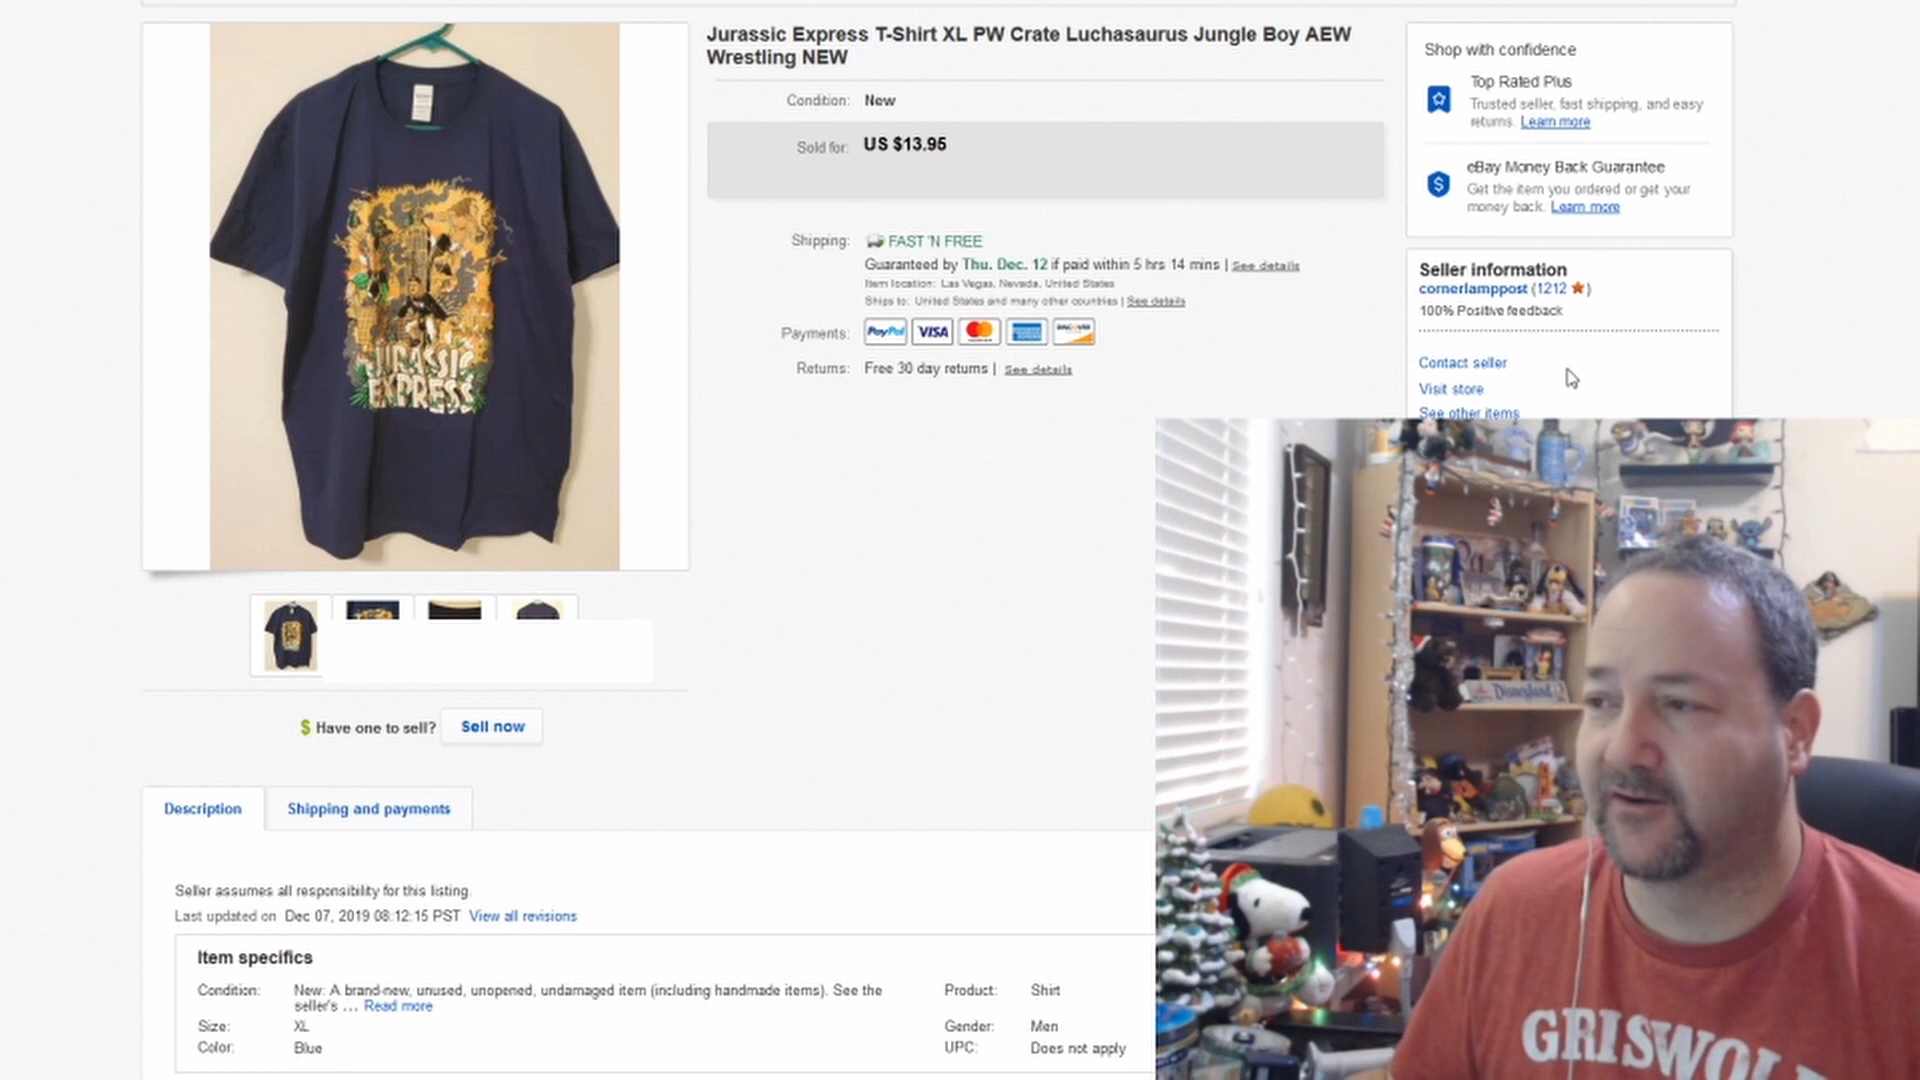 Jurassic Express T-Shirt XL PW Crate Luchasaurus Jungle Boy AEW
Wrestling NEW
Condition: New
Sold for: US $13.95
Shipping: FAST 'N FREE
Guaranteed by Thu. Dec. 12 if paid within 5 hrs 14 mins | See details
Item location: Las Vegas, Nevada, United States
Ships to: United States and many other countries | See details
Payments: PayPal VISA DISCOVER
Returns: Free 30 day returns | See details
Shop with confidence
Top Rated Plus
Trusted seller, fast shipping, and easy
returns. Learn more
eBay Money Back Guarantee
Get the item you ordered or get your
money back. Learn more
Seller information
cornerlamppost (1212 )
100% Positive feedback
Contact seller
Visit store
See other items
JURASSIC
EXPRESS
$ Have one to sell? Sell now
Description
Shipping and payments
Seller assumes all responsibility for this listing.
Last updated on Dec 07, 2019 08:12:15 PST View all revisions
Item specifics
Condition: New: A brand-new, unused, unopened, undamaged item (including handmade items). See the
seller's ... Read more
Product: Shirt
Size: XL
Gender: Men
Color: Blue
UPC: Does not apply
Disneyland
GRISWOL